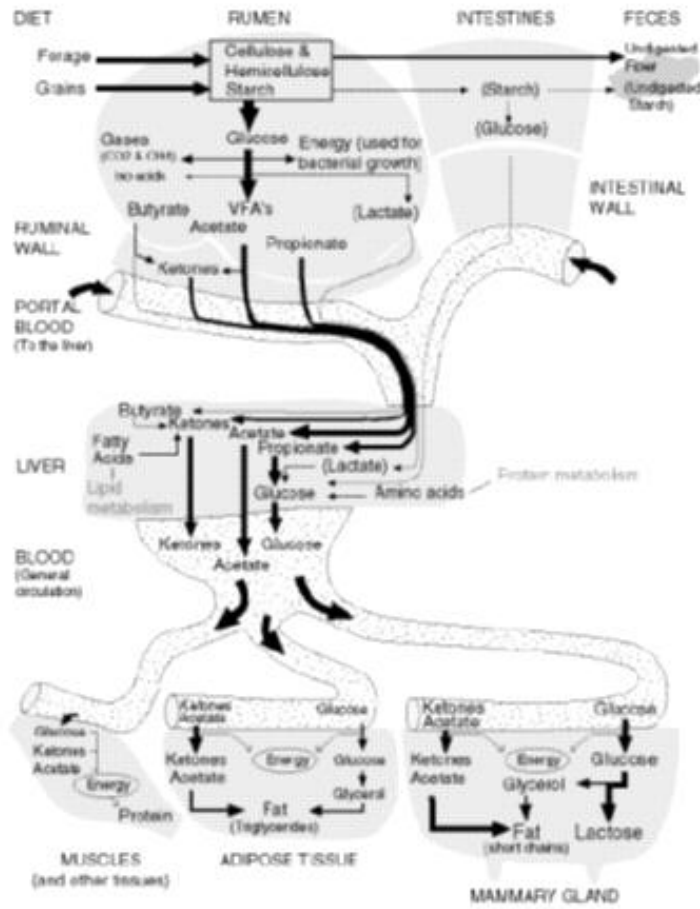 DIET
RUMEN
INTESTINES
FECES
Forage
Grains
Cellulose &
Hemicellulose
Starch
Undigested
Fiber
(Undigested
Starch)
(Starch)
(Glucose)
Glucose
Gases
(CO2 & CH4)
Energy (used for
bacterial growth)
Iso acids
Butyrate
VFA's
Acetate
(Lactate)
Propionate
Ketones
INTESTINAL
WALL
RUMINAL
WALL
PORTAL
BLOOD
(To the liver)
Butyrate
Ketones
Acetate
Propionate
Fatty
Acids
(Lactate)
Glucose
Amino acids
Protein metabolism
LIVER
Lipid
metabolism
Ketones
Glucose
Acetate
BLOOD
(General
circulation)
Glucose
Ketones
Acetate
Energy
Protein
MUSCLES
(and other tissues)
Ketones
Acetate
Glucose
Ketones
Acetate
Energy
Glucose
Glycerol
Fat
(Triglycerides)
ADIPOSE TISSUE
Ketones
Acetate
Glucose
Ketones
Acetate
Energy
Glucose
Glycerol
Fat
(short chains)
Lactose
MAMMARY GLAND